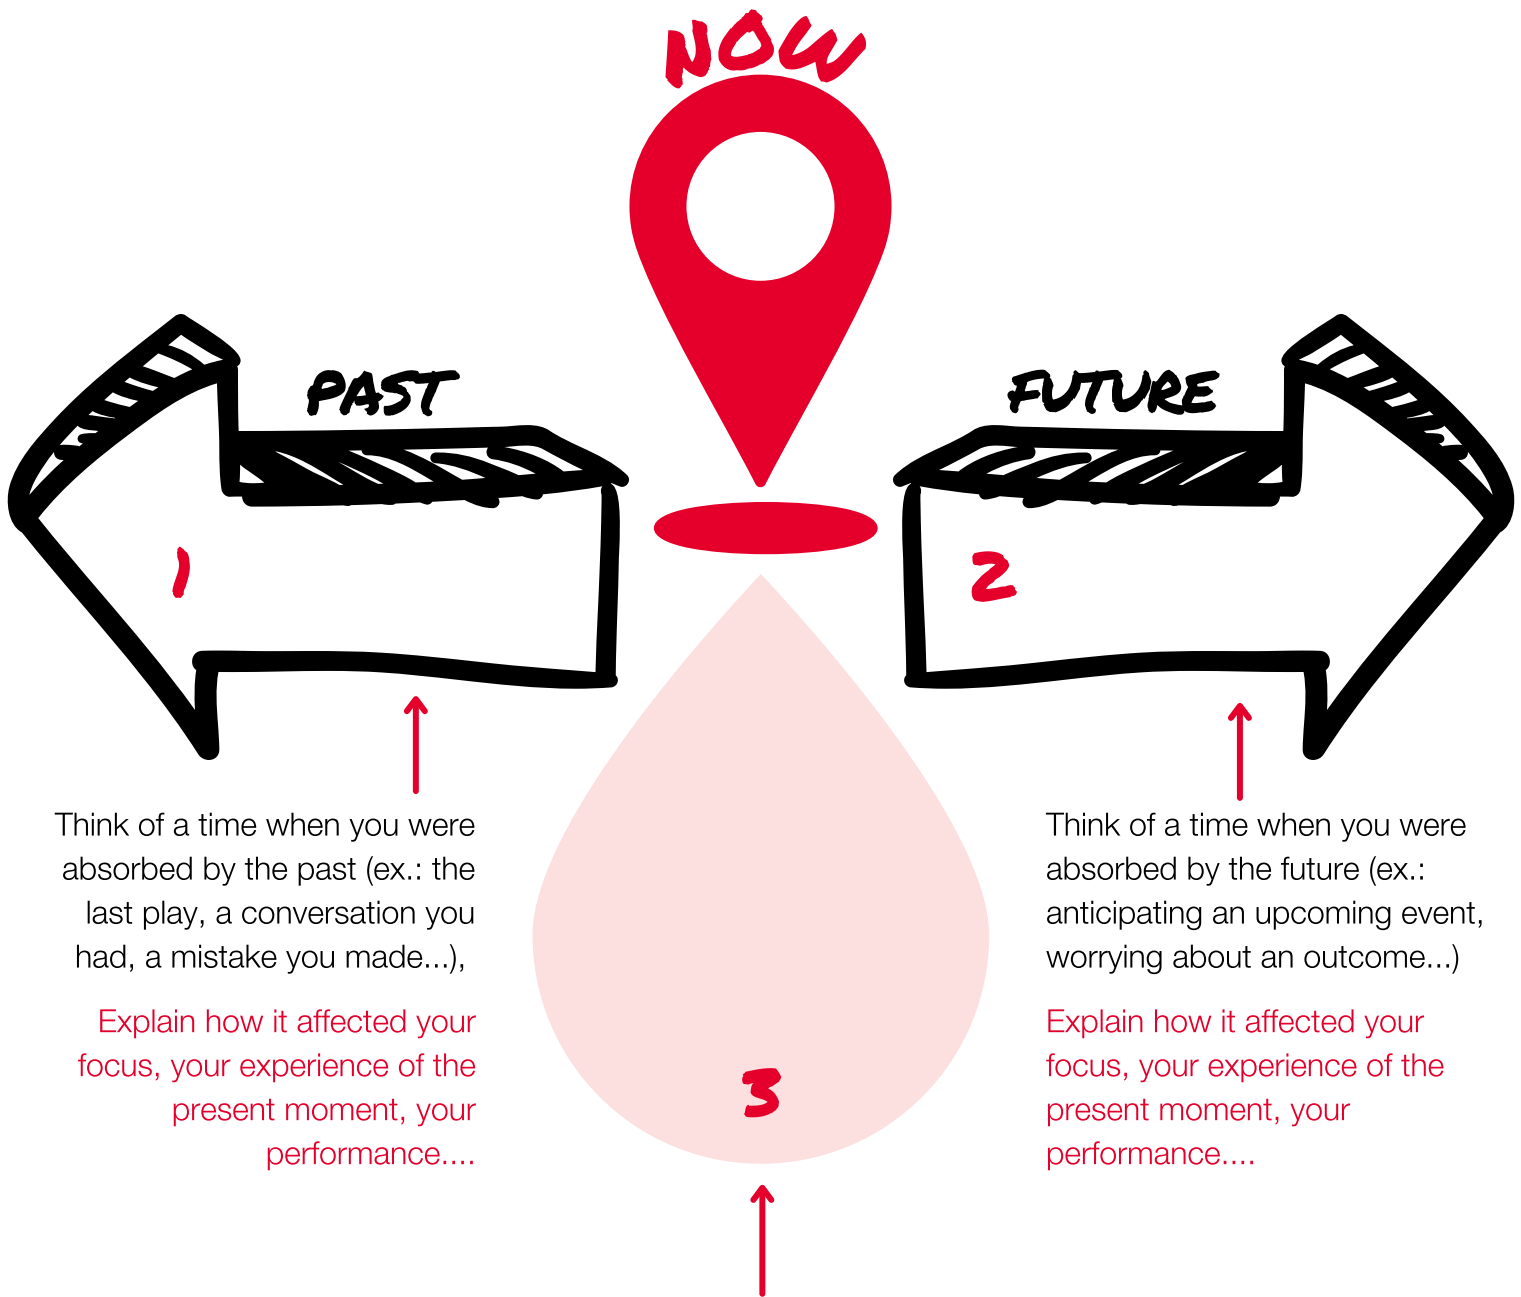 NOW
PAST
FUTURE
1
2
Think of a time when you were
absorbed by the past (ex.: the
last play, a conversation you
had, a mistake you made...),
Explain how it affected your
focus, your experience of the
present moment, your
performance....
Think of a time when you were
absorbed by the future (ex.:
anticipating an upcoming event,
worrying about an outcome...)
Explain how it affected your
focus, your experience of the
present moment, your
performance....
3